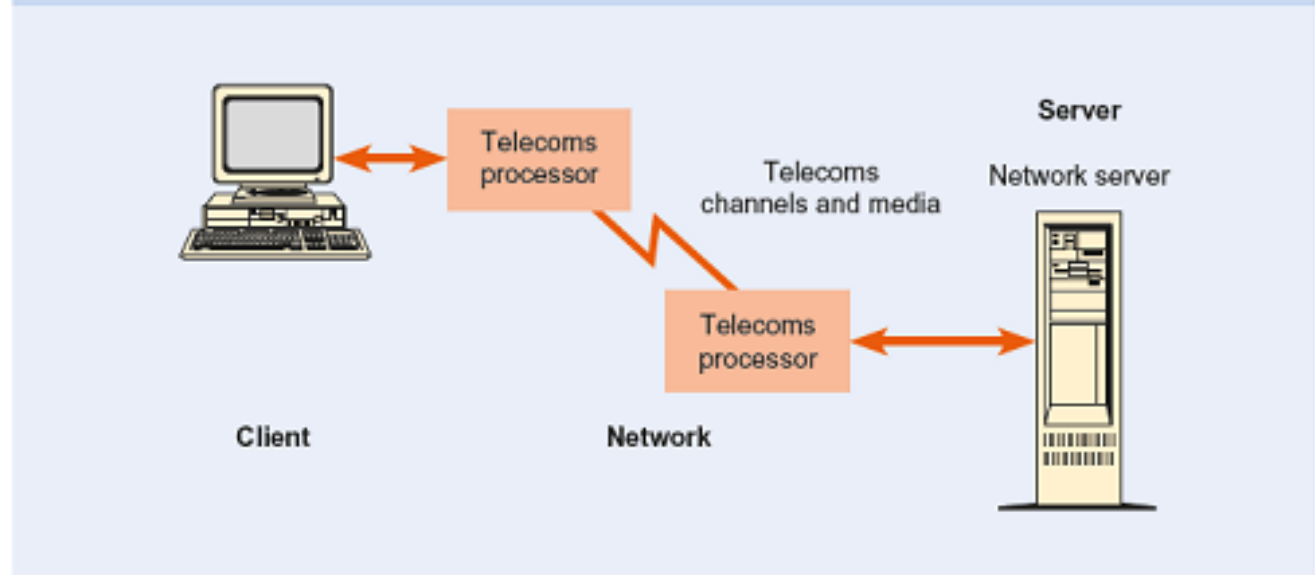 Server
Telecoms
processor
Telecoms
channels and media
Network server
Telecoms
processor
Client
Network